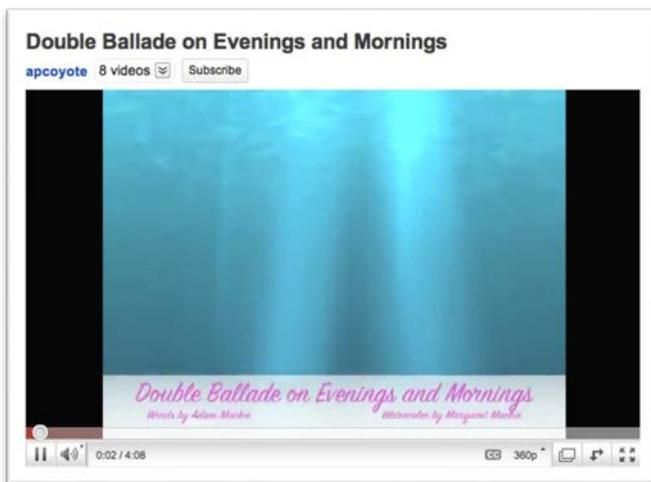 Double Ballade on Evenings and Mornings
apcoyote 8 videos Subscribe
Double Ballade on Evenings and Mornings
Words by Adam Mackie Watercolor by Margaret Mackie
0:02 / 4:08 CC 360p